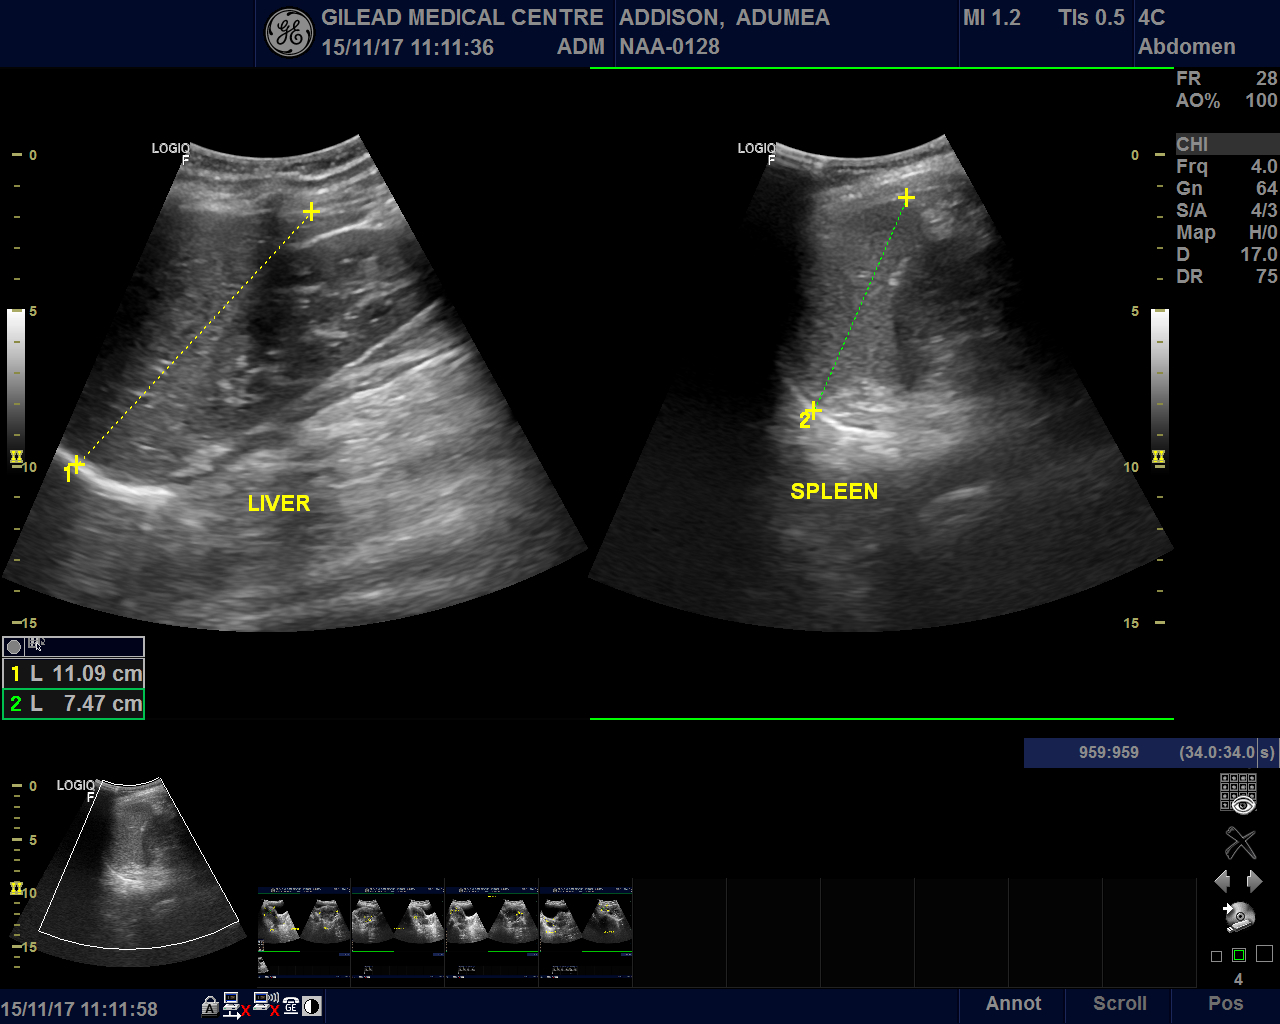 GILEAD MEDICAL CENTRE
15/11/17 11:11:36 ADM
ADDISON, ADUMEA
NAA-0128
MI 1.2 TIs 0.5
4C
Abdomen
FR 28
AO% 100
CHI
Frq 4.0
Gn 64
S/A 4/3
Map H/0
D 17.0
DR 75
LOGIQ
F
0
5
10
15
1
LIVER
LOGIQ
F
0
5
10
15
2
SPLEEN
1 L 11.09 cm
2 L 7.47 cm
959:959 (34.0:34.0 s)
LOGIQ
F
0
5
10
15
4
15/11/17 11:11:58
A
GE
Annot Scroll Pos